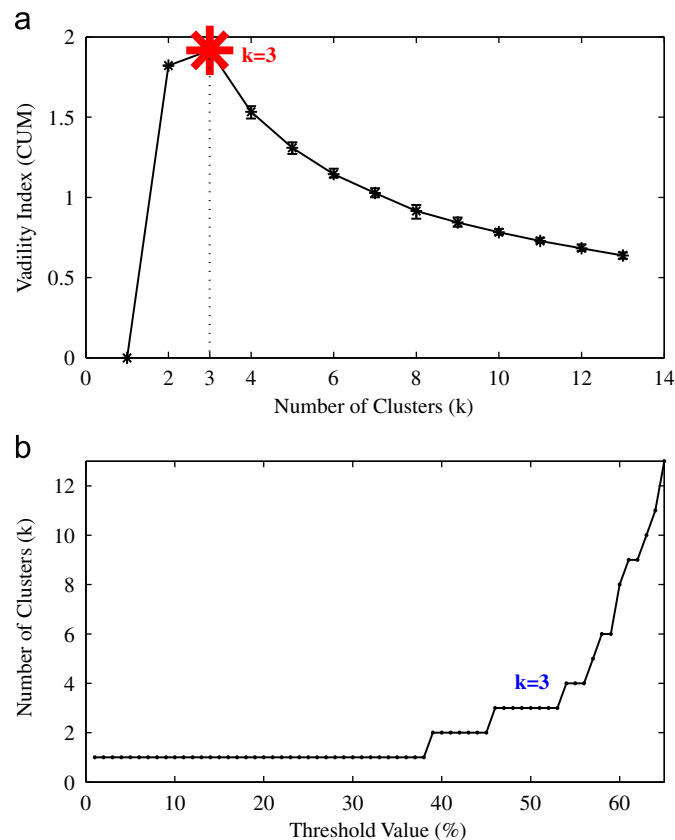 a
2
1.5
1
0.5
0
Vadility Index (CUM)
k=3
0 2 3 4 6 8 10 12 14
Number of Clusters (k)
b
12
10
8
6
4
2
0
Number of Clusters (k)
k=3
0 10 20 30 40 50 60
Threshold Value (%)